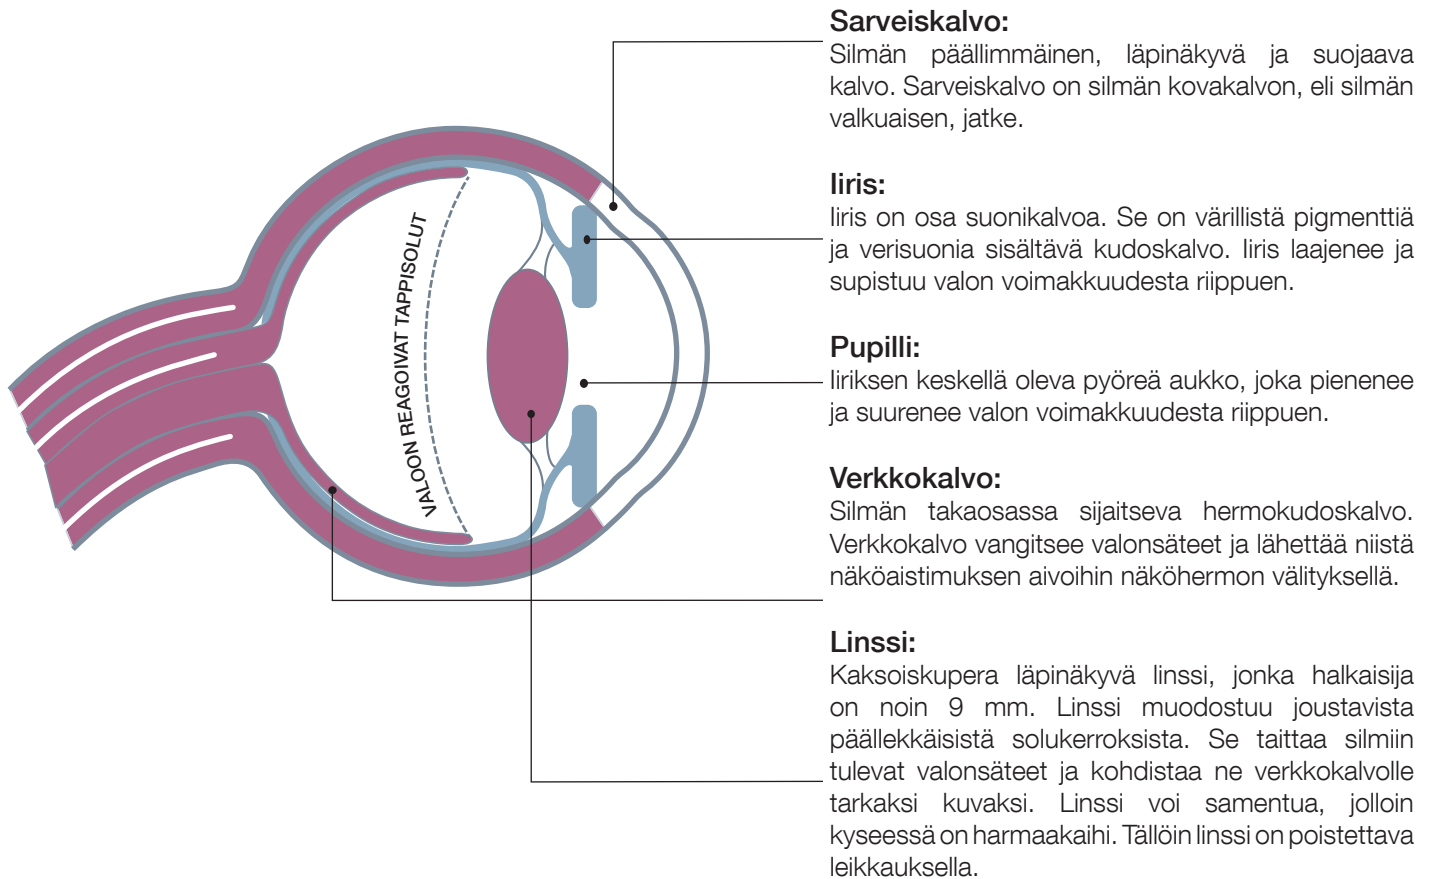 Sarveiskalvo:
Silmän päällimmäinen, läpinäkyvä ja suojaava
kalvo. Sarveiskalvo on silmän kovakalvon, eli silmän
valkuaisen, jatke.
Iiris:
Iiris on osa suonikalvoa. Se on värillistä pigmenttiä
ja verisuonia sisältävä kudoskalvo. Iiris laajenee ja
supistuu valon voimakkuudesta riippuen.
Pupilli:
Iiriksen keskellä oleva pyöreä aukko, joka pienenee
ja suurenee valon voimakkuudesta riippuen.
Verkkokalvo:
Silmän takaosassa sijaitseva hermokudoskalvo.
Verkkokalvo vangitsee valonsäteet ja lähettää niistä
näköaistimuksen aivoihin näköhermon välityksellä.
Linssi:
Kaksoiskupera läpinäkyvä linssi, jonka halkaisija
on noin 9 mm. Linssi muodostuu joustavista
päällekkäisistä solukerroksista. Se taittaa silmiin
tulevat valonsäteet ja kohdistaa ne verkkokalvolle
tarkaksi kuvaksi. Linssi voi samentua, jolloin
kyseessä on harmaakaihi. Tällöin linssi on poistettava
leikkauksella.
VALOON REAGOIVAT TAPPISOLUT